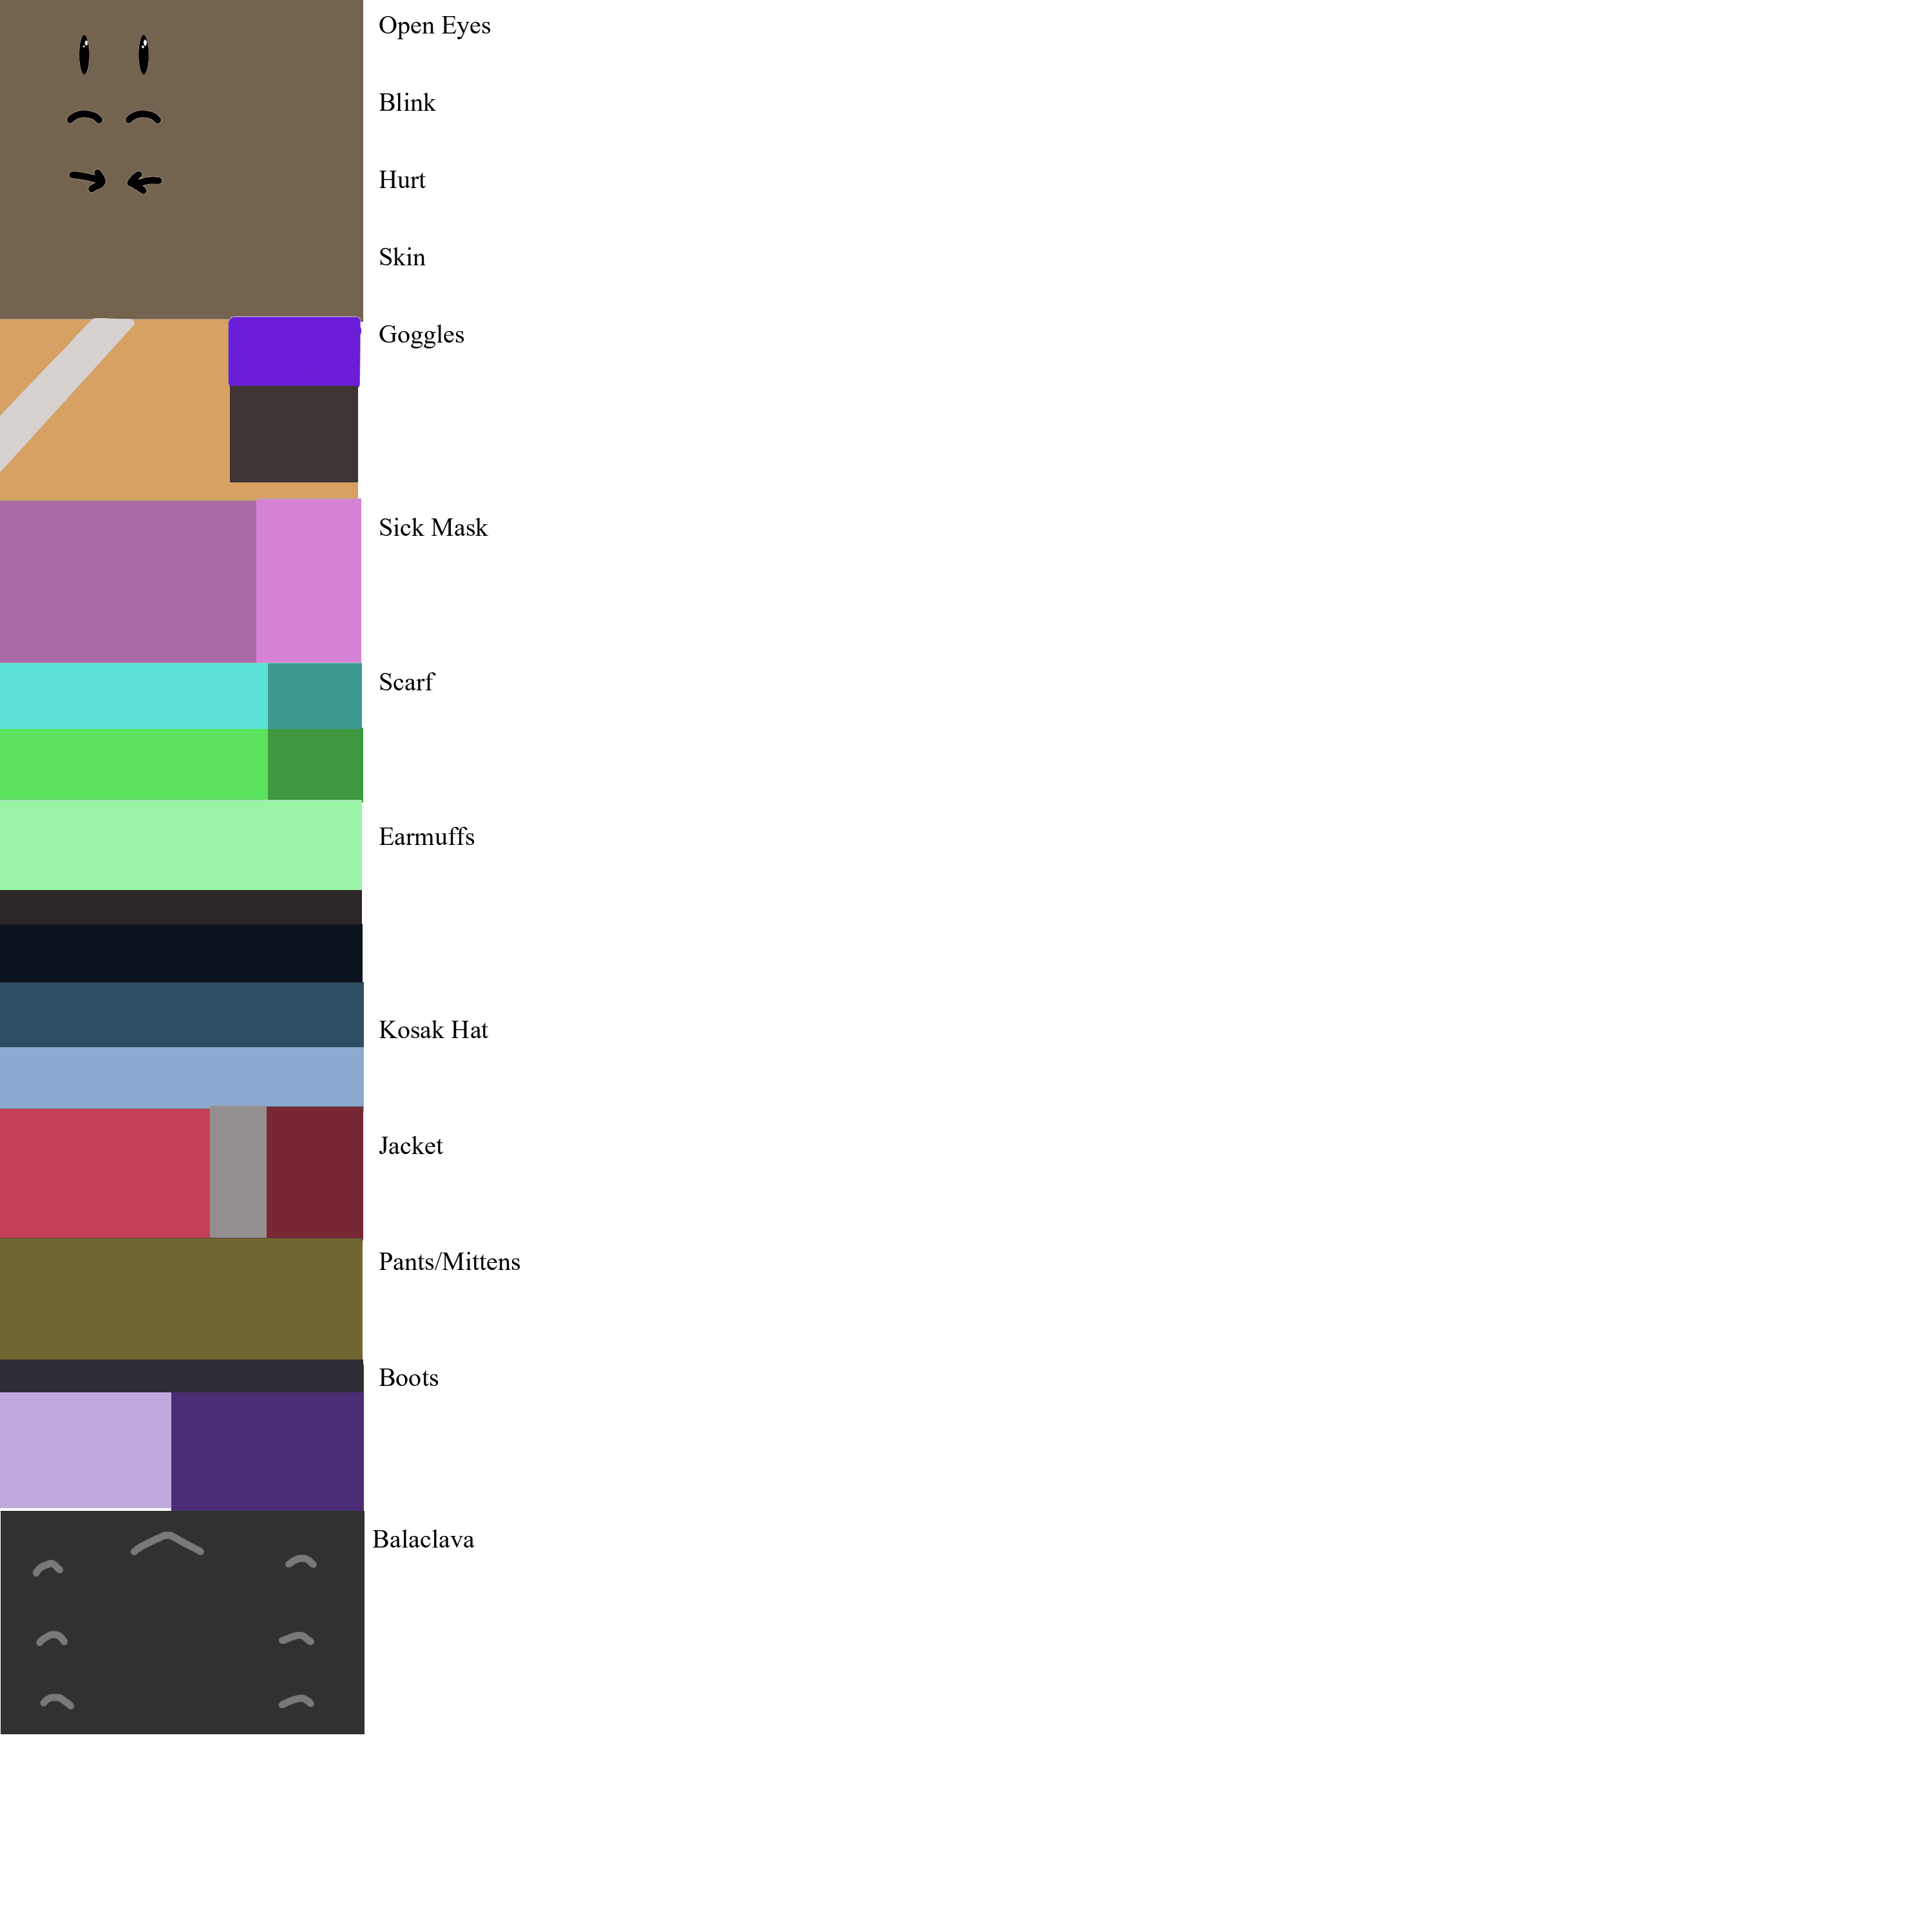 Open Eyes
Blink
Hurt
Skin
Goggles
Sick Mask
Scarf
Earmuffs
Kosak Hat
Jacket
Pants/Mittens
Boots
Balaclava